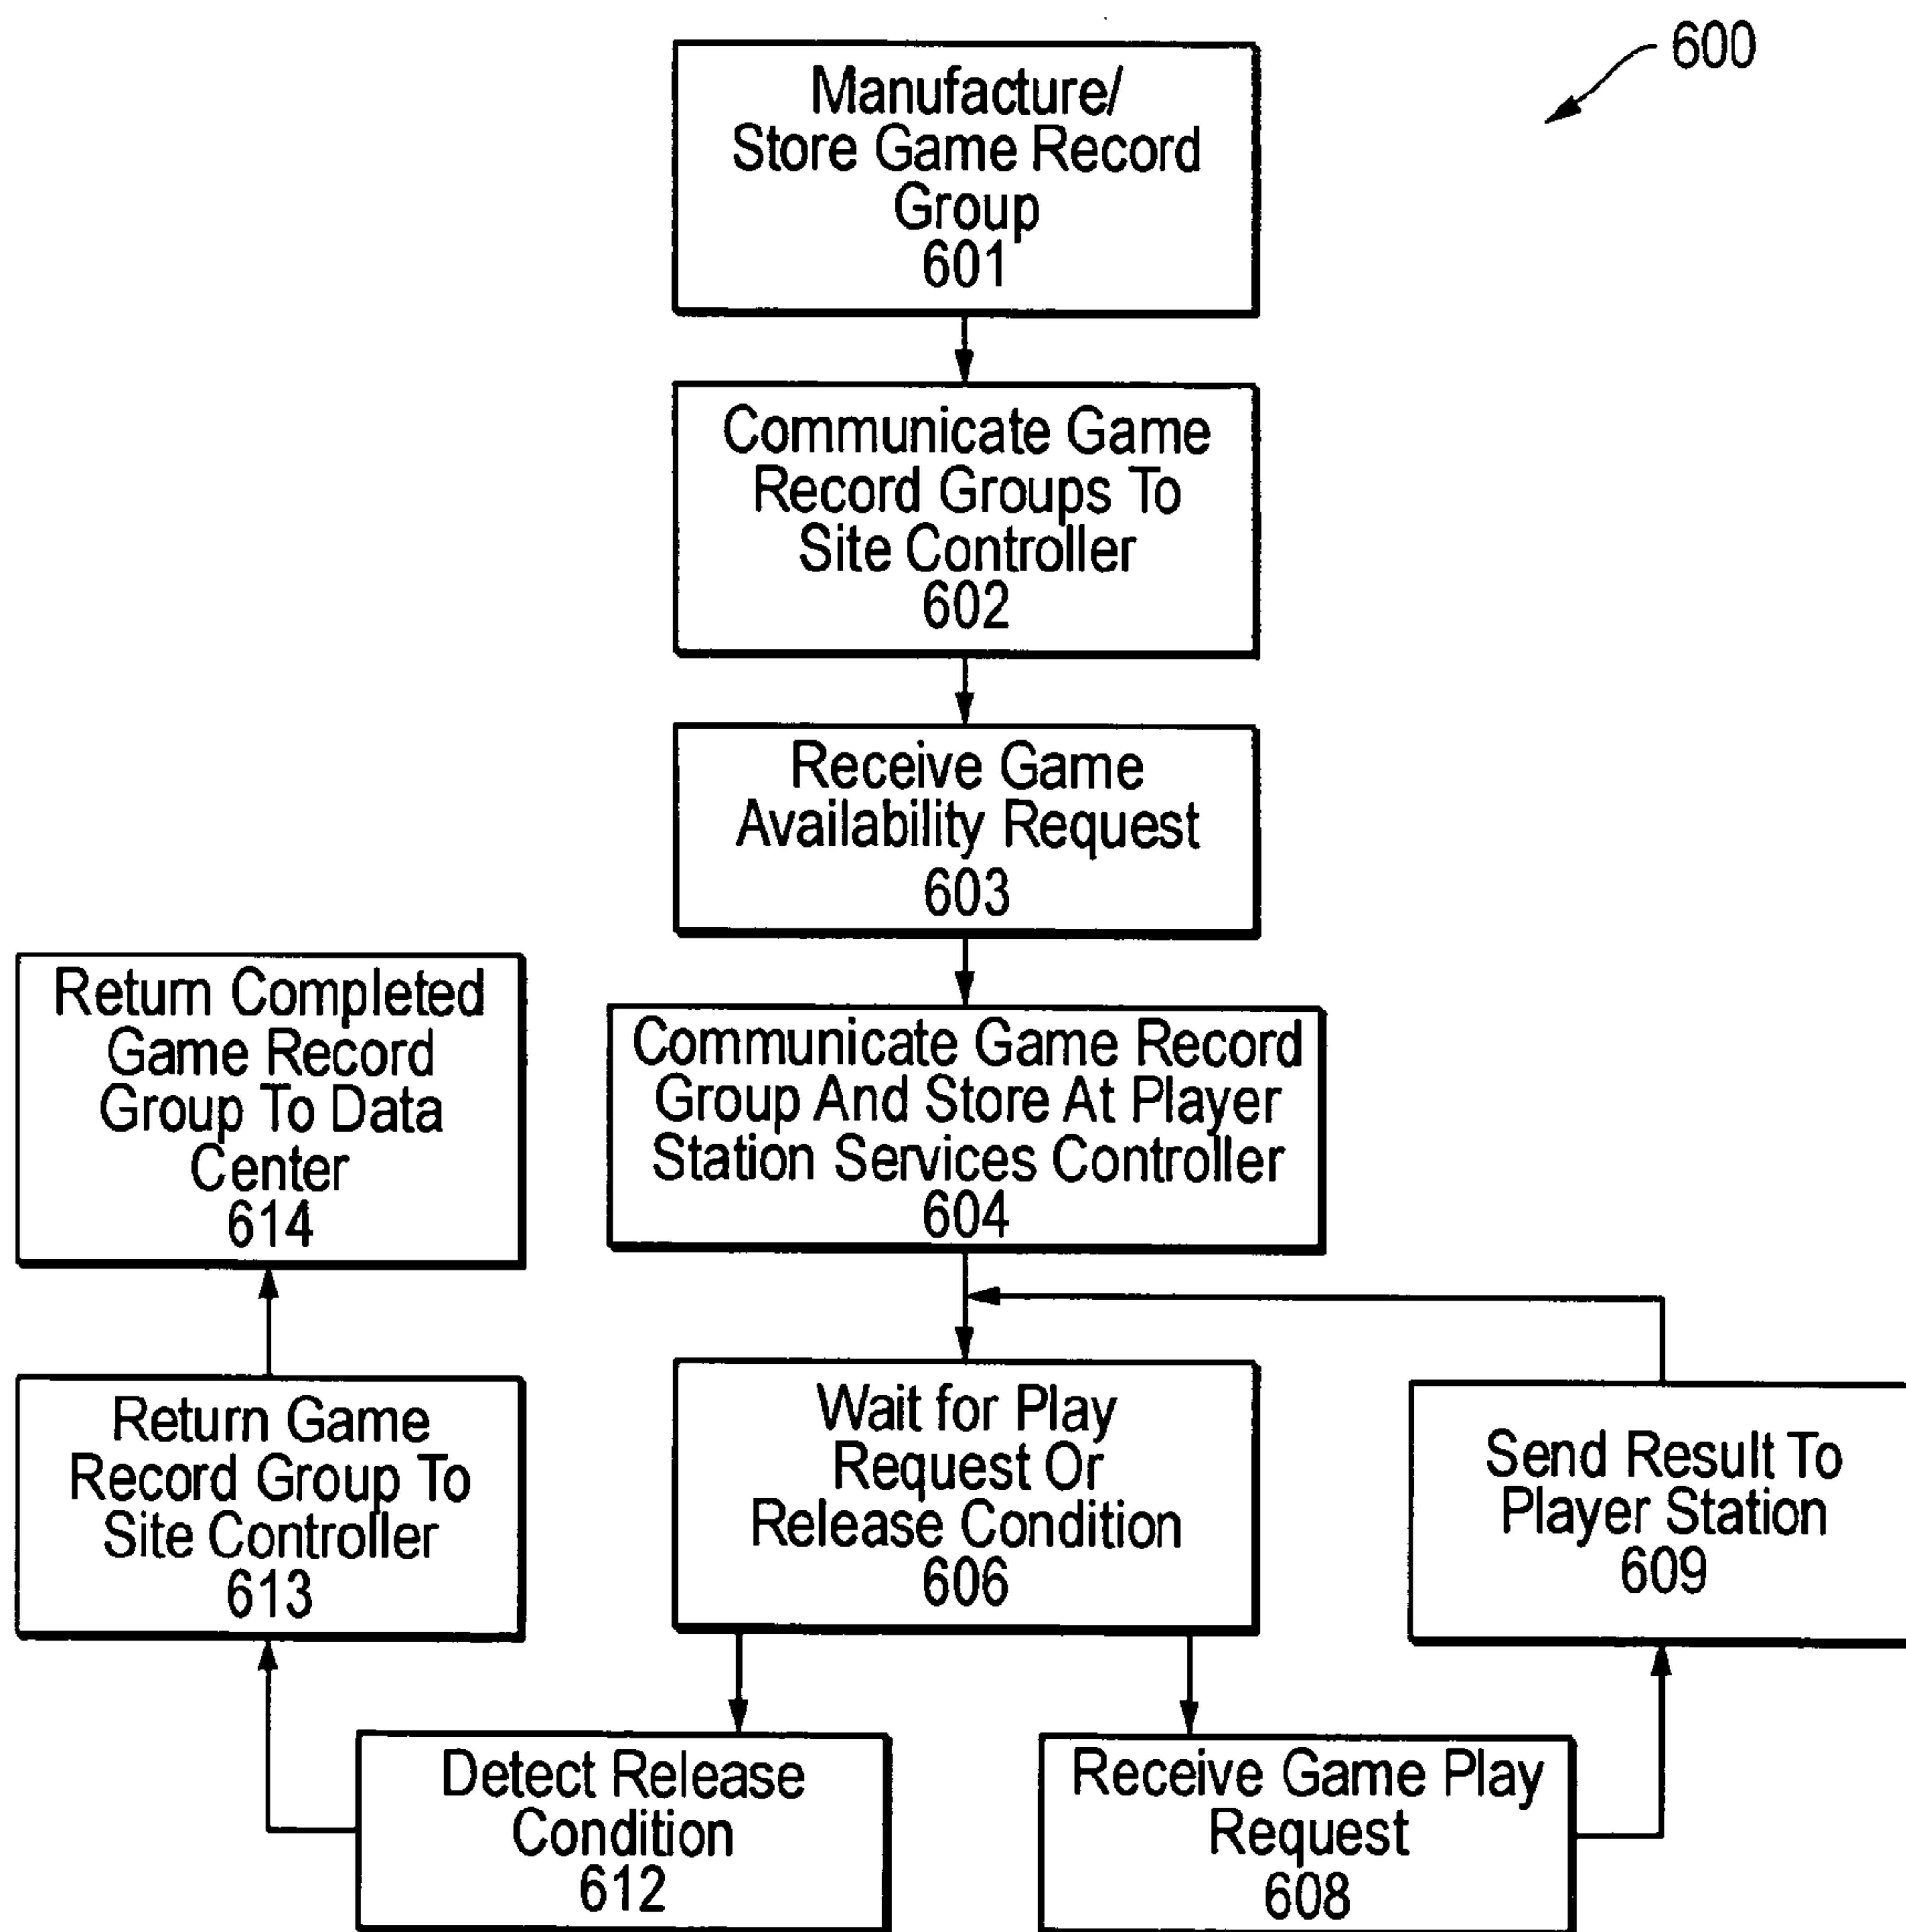 600
Manufacture/
Store Game Record
Group
601
Communicate Game
Record Groups To
Site Controller
602
Receive Game
Availability Request
603
Communicate Game Record
Group And Store At Player
Station Services Controller
604
Return Completed
Game Record
Group To Data
Center
614
Return Game
Record Group To
Site Controller
613
Wait for Play
Request Or
Release Condition
606
Send Result To
Player Station
609
Detect Release
Condition
612
Receive Game Play
Request
608